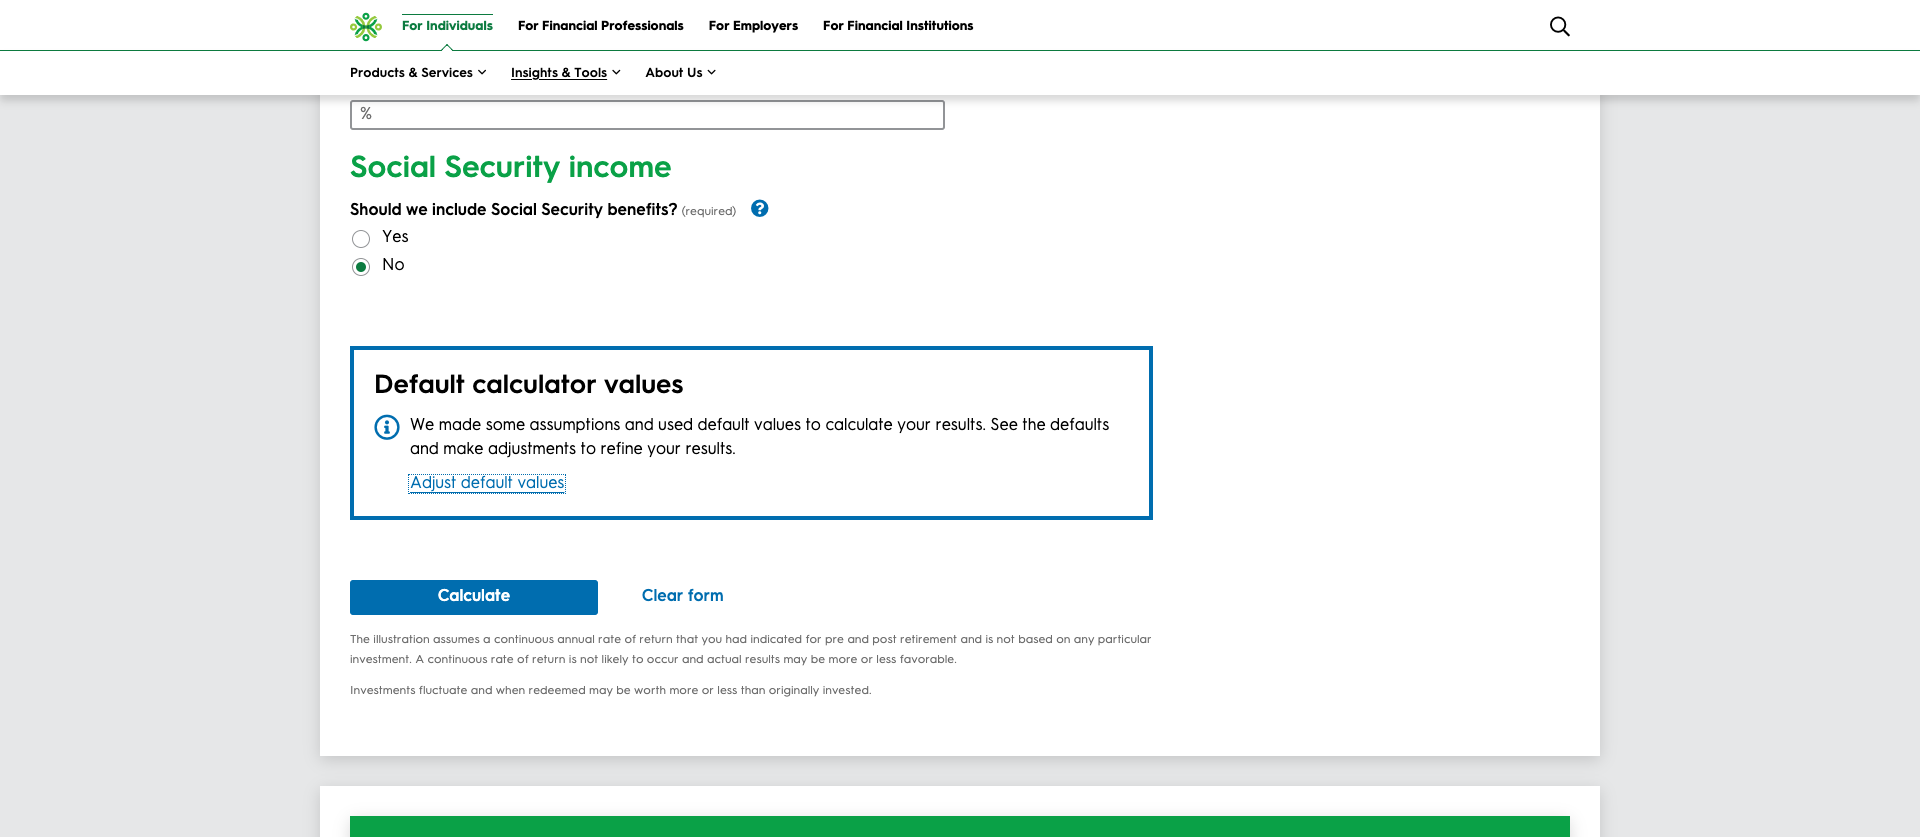 For Individuals For Financial Professionals For Employers For Financial Institutions
Products & Services Insights & Tools About Us
%
Social Security income
Should we include Social Security benefits? (required) ?
Yes
No
Default calculator values
We made some assumptions and used default values to calculate your results. See the defaults
and make adjustments to refine your results.
Adjust default values
Calculate Clear form
The illustration assumes a continuous annual rate of return that you had indicated for pre and post retirement and is not based on any particular
investment. A continuous rate of return is not likely to occur and actual results may be more or less favorable.
Investments fluctuate and when redeemed may be worth more or less than originally invested.